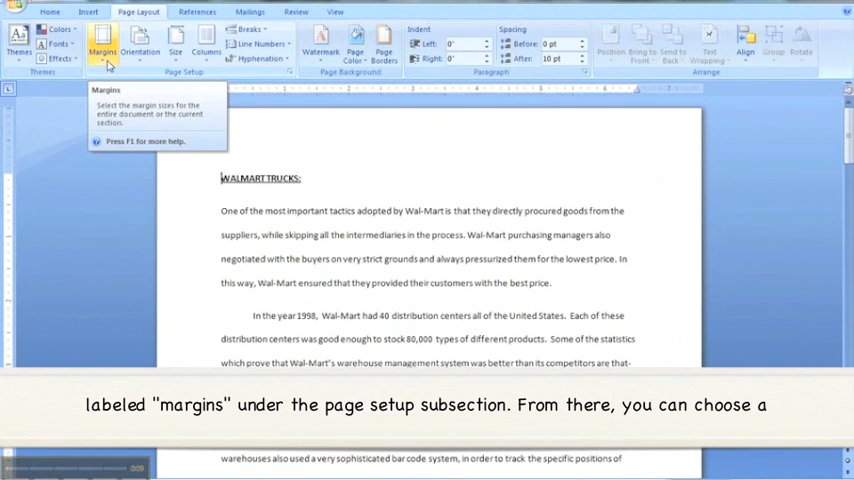 Home Insert Page Layout References Mailings Review View
Themes Colors Fonts Effects Themes
Margins Orientation Size Columns Breaks Line Numbers Hyphenation Page Setup
Watermark Page Color Page Borders Page Background
Indent Left: 0" Right: 0" Spacing Before: 0 pt After: 10 pt Paragraph
Position Bring to Front Send to Back Text Wrapping Align Group Rotate Arrange
Margins
Select the margin sizes for the
entire document or the current
section.
Press F1 for more help.
WALMART TRUCKS:
One of the most important tactics adopted by Wal-Mart is that they directly procured goods from the
suppliers, while skipping all the intermediaries in the process. Wal-Mart purchasing managers also
negotiated with the buyers on very strict grounds and always pressurized them for the lowest price. In
this way, Wal-Mart ensured that they provided their customers with the best price.
In the year 1998, Wal-Mart had 40 distribution centers all of the United States. Each of these
distribution centers was good enough to stock 80,000 types of different products. Some of the statistics
which prove that Wal-Mart's warehouse management system was better than its competitors are that-
labeled "margins" under the page setup subsection. From there, you can choose a
warehouses also used a very sophisticated bar code system, in order to track the specific positions of
0:09